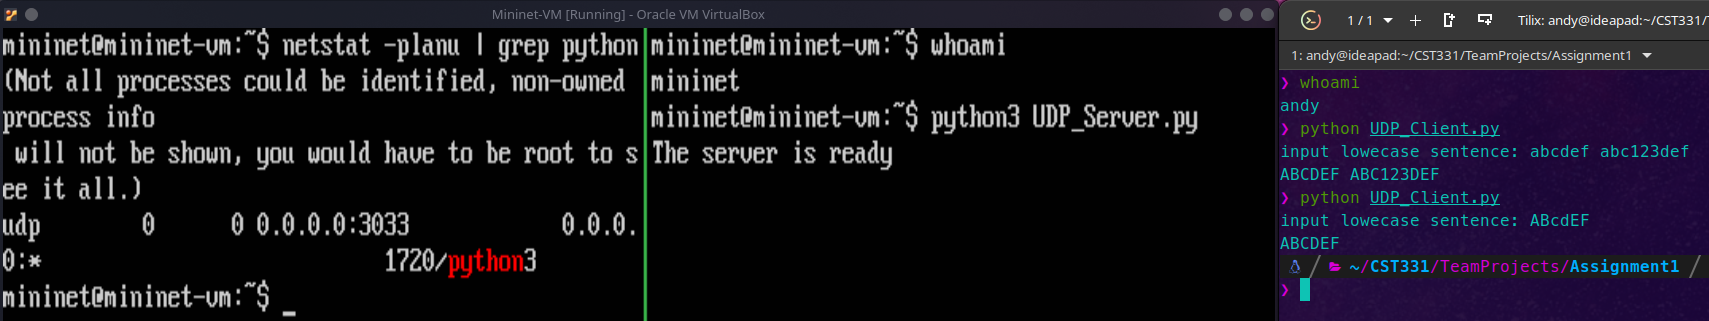 Mininet-VM [Running] - Oracle VM VirtualBox
mininet@mininet-vm:~$ netstat -planu | grep python
(Not all processes could be identified, non-owned
process info
 will not be shown, you would have to be root to s
ee it all.)
udp        0      0 0.0.0.0:3033            0.0.0.
0:*                           1720/python3
mininet@mininet-vm:~$ _
mininet@mininet-vm:~$ whoami
mininet
mininet@mininet-vm:~$ python3 UDP_Server.py
The server is ready
1 / 1
Tilix: andy@ideapad:~/CST331/
1: andy@ideapad:~/CST331/TeamProjects/Assignment1
❯ whoami
andy
❯ python UDP_Client.py
input lowecase sentence: abcdef abc123def
ABCDEF ABC123DEF
❯ python UDP_Client.py
input lowecase sentence: ABcdEF
ABCDEF
~/CST331/TeamProjects/Assignment1
❯